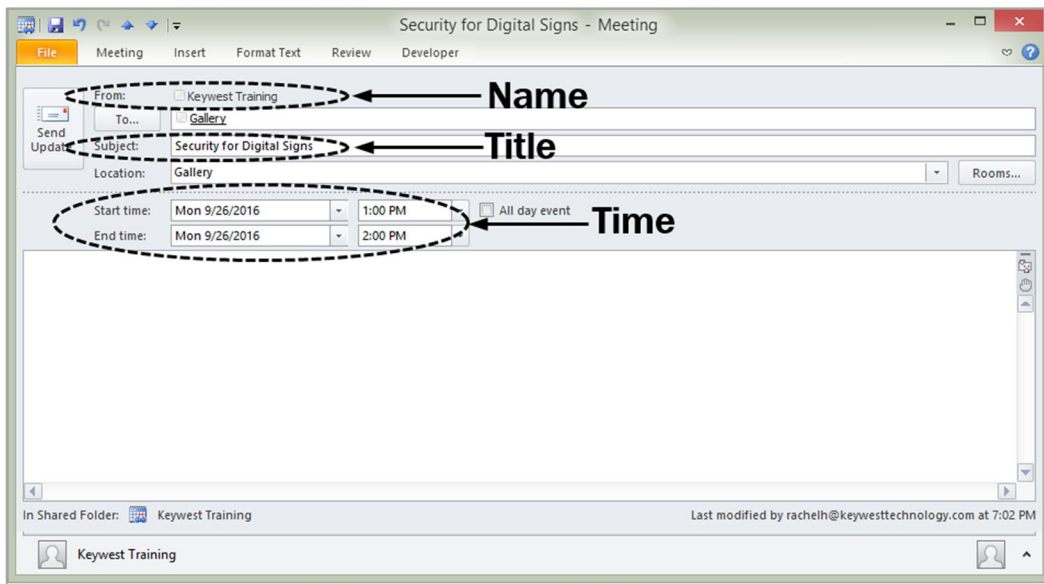 Security for Digital Signs - Meeting
File Meeting Insert Format Text Review Developer
From: Keywest Training Name
To... Gallery
Send Update
Subject: Security for Digital Signs Title
Location: Gallery Rooms...
Start time: Mon 9/26/2016 1:00 PM All day event Time
End time: Mon 9/26/2016 2:00 PM
In Shared Folder: Keywest Training Last modified by rachelh@keywesttechnology.com at 7:02 PM
Keywest Training